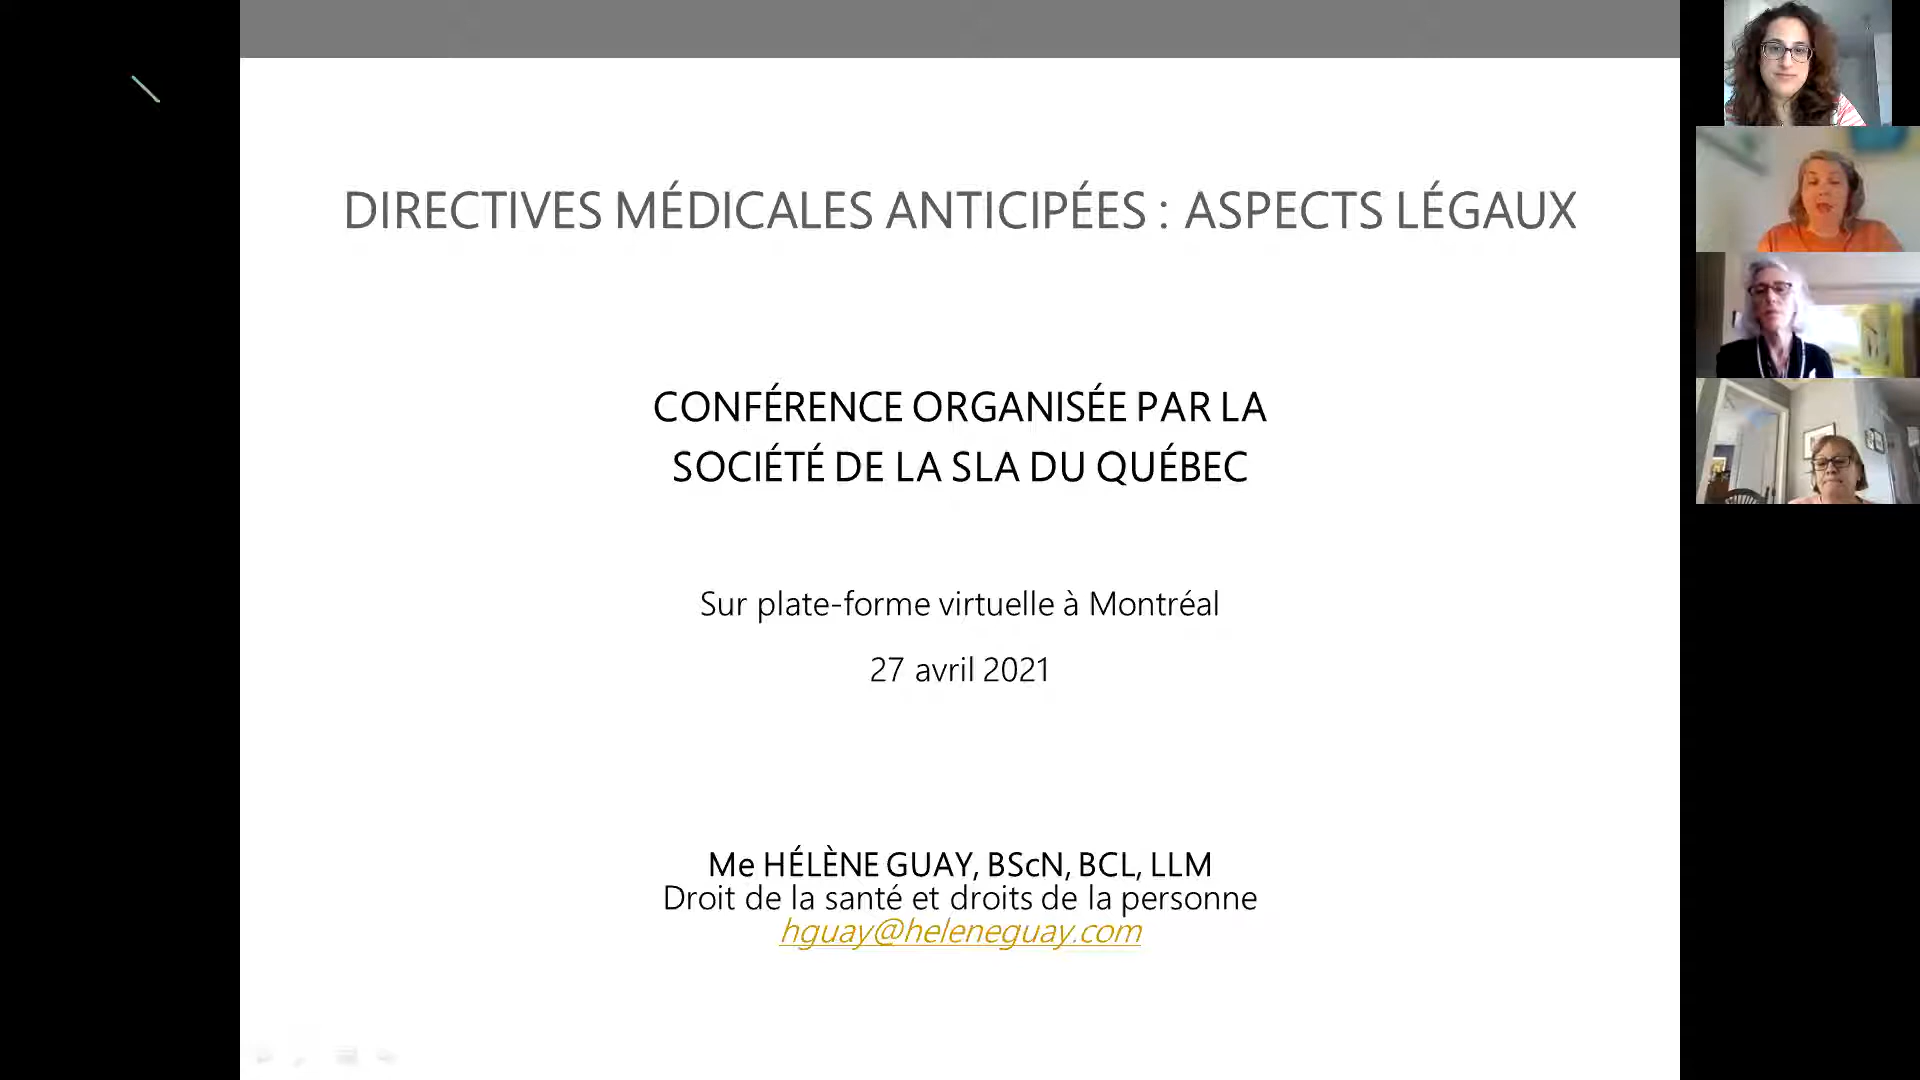 DIRECTIVES MÉDICALES ANTICIPÉES : ASPECTS LÉGAUX
CONFÉRENCE ORGANISÉE PAR LA
SOCIÉTÉ DE LA SLA DU QUÉBEC
Sur plate-forme virtuelle à Montréal
27 avril 2021
Me HÉLÈNE GUAY, BScN, BCL, LLM
Droit de la santé et droits de la personne
hguay@heleneguay.com